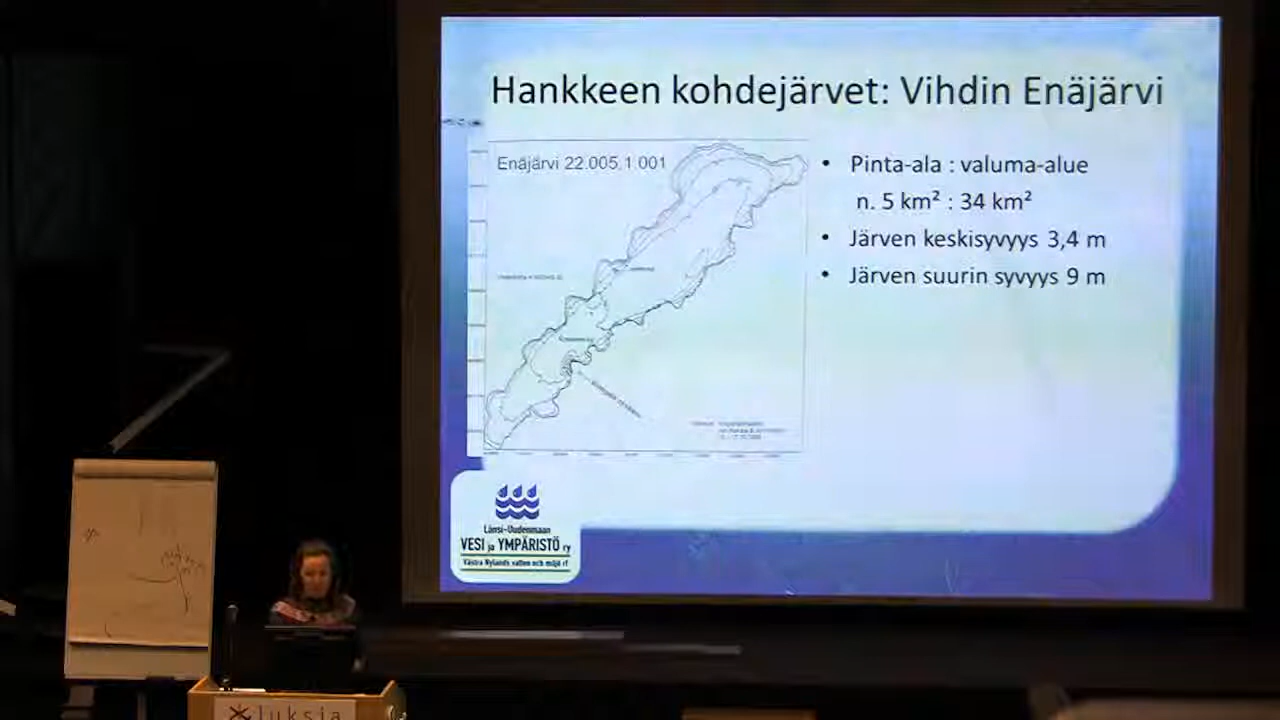 Hankkeen kohdejärvet: Vihdin Enäjärvi
Enäjärvi 22.005.1.001
• Pinta-ala : valuma-alue
n. 5 km² : 34 km²
• Järven keskisyvyys 3,4 m
• Järven suurin syvyys 9 m
Länsi-Uudenmaan
VESI ja YMPÄRISTÖ ry
Västra Nylands vatten och miljö rf
luksia